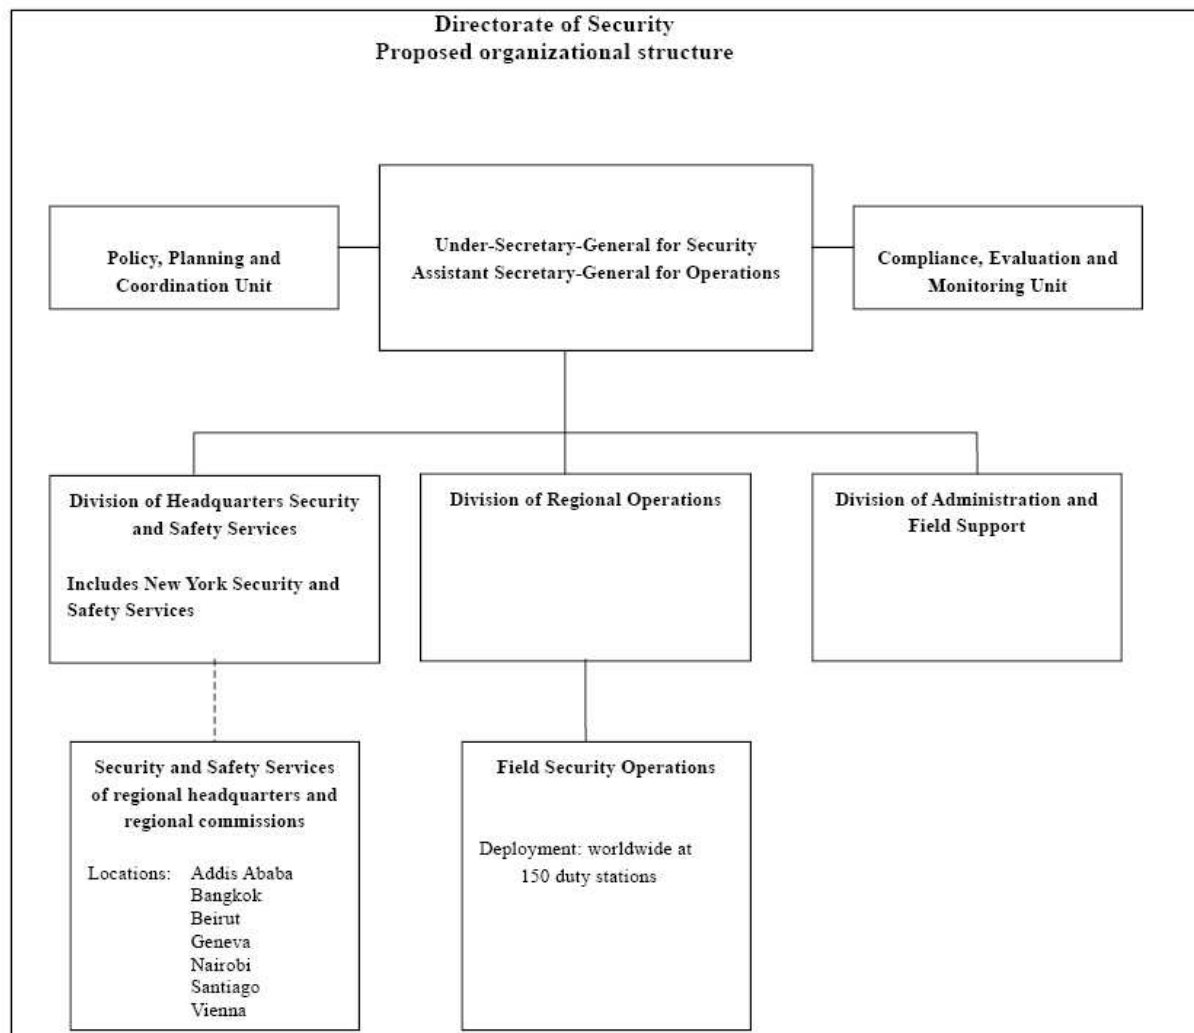 Directorate of Security
Proposed organizational structure
Policy, Planning and
Coordination Unit
Under-Secretary-General for Security
Assistant Secretary-General for Operations
Compliance, Evaluation and
Monitoring Unit
Division of Headquarters Security
and Safety Services
Includes New York Security and
Safety Services
Division of Regional Operations
Division of Administration and
Field Support
Security and Safety Services
of regional headquarters and
regional commissions
Locations: Addis Ababa
Bangkok
Beirut
Geneva
Nairobi
Santiago
Vienna
Field Security Operations
Deployment: worldwide at
150 duty stations